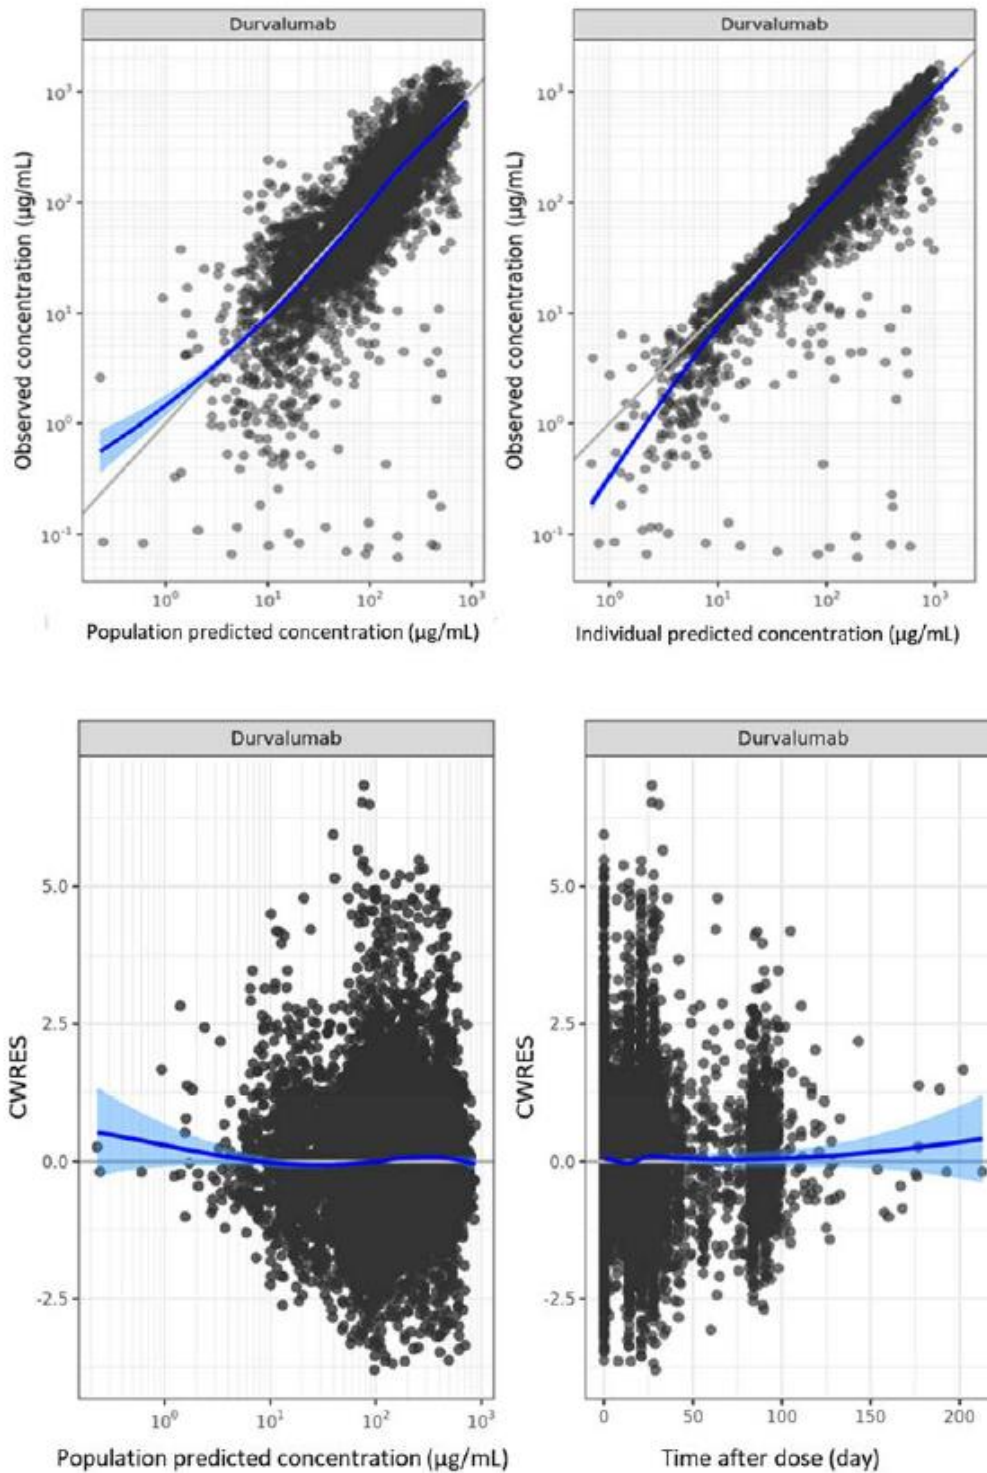 Durvalumab Durvalumab
10³ 10³
10² 10²
10¹ 10¹
10⁰ 10⁰
10⁻¹ 10⁻¹
Observed concentration (µg/mL) Observed concentration (µg/mL)
10⁰ 10¹ 10² 10³ 10⁰ 10¹ 10² 10³
Population predicted concentration (µg/mL) Individual predicted concentration (µg/mL)
Durvalumab Durvalumab
5.0 5.0
2.5 2.5
0.0 0.0
-2.5 -2.5
CWRES CWRES
10⁰ 10¹ 10² 10³ 0 50 100 150 200
Population predicted concentration (µg/mL) Time after dose (day)